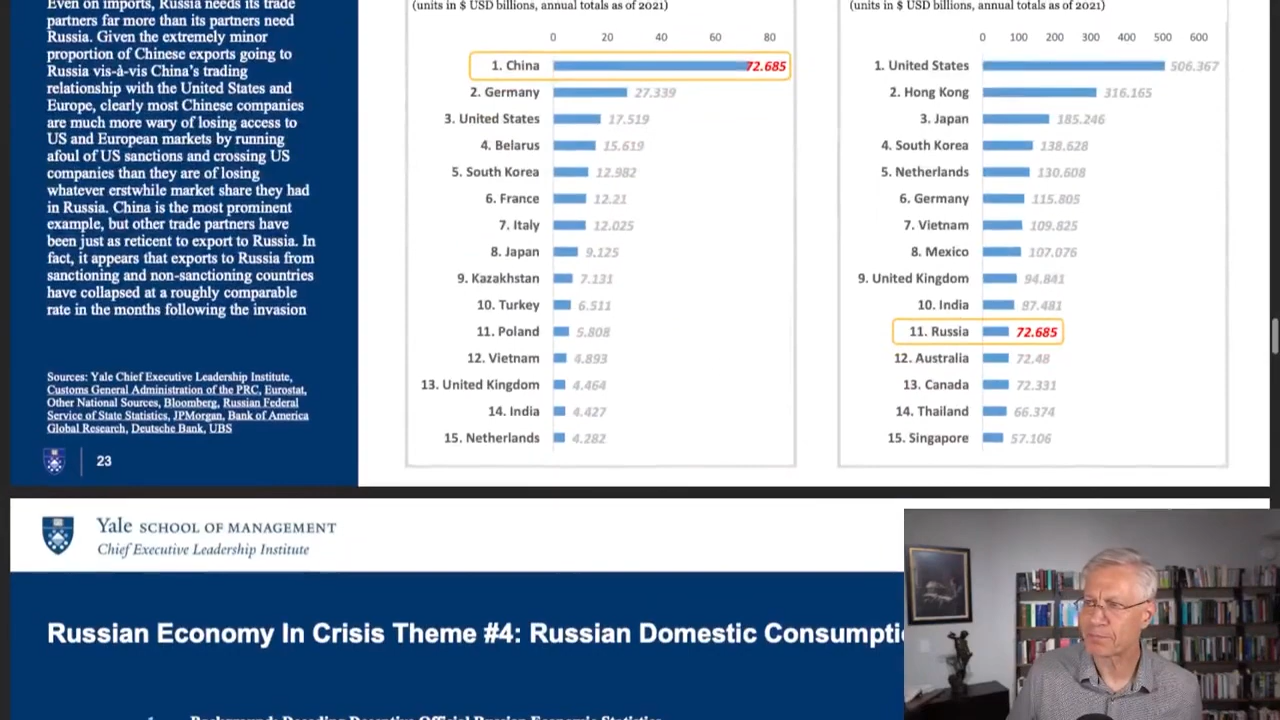 Even on imports, Russia needs its trade
partners far more than its partners need
Russia. Given the extremely minor
proportion of Chinese exports going to
Russia vis-à-vis China's trading
relationship with the United States and
Europe, clearly most Chinese companies
are much more wary of losing access to
US and European markets by running
afoul of US sanctions and crossing US
companies than they are of losing
whatever erstwhile market share they had
in Russia. China is the most prominent
example, but other trade partners have
been just as reticent to export to Russia. In
fact, it appears that exports to Russia from
sanctioning and non-sanctioning countries
have collapsed at a roughly comparable
rate in the months following the invasion
Sources: Yale Chief Executive Leadership Institute,
Customs General Administration of the PRC, Eurostat,
Other National Sources, Bloomberg, Russian Federal
Service of State Statistics, JPMorgan, Bank of America
Global Research, Deutsche Bank, UBS
23
(units in $ USD billions, annual totals as of 2021)
0 20 40 60 80
1. China 72.685
2. Germany 27.339
3. United States 17.519
4. Belarus 15.619
5. South Korea 12.982
6. France 12.21
7. Italy 12.025
8. Japan 9.125
9. Kazakhstan 7.131
10. Turkey 6.511
11. Poland 5.808
12. Vietnam 4.893
13. United Kingdom 4.464
14. India 4.427
15. Netherlands 4.282
(units in $ USD billions, annual totals as of 2021)
0 100 200 300 400 500 600
1. United States 506.367
2. Hong Kong 316.165
3. Japan 185.246
4. South Korea 138.628
5. Netherlands 130.608
6. Germany 115.805
7. Vietnam 109.825
8. Mexico 107.076
9. United Kingdom 94.841
10. India 87.481
11. Russia 72.685
12. Australia 72.48
13. Canada 72.331
14. Thailand 66.374
15. Singapore 57.106
Yale SCHOOL OF MANAGEMENT
Chief Executive Leadership Institute
Russian Economy In Crisis Theme #4: Russian Domestic Consumpti
Background: Decoding Deceptive Official Russian Economic Statistics